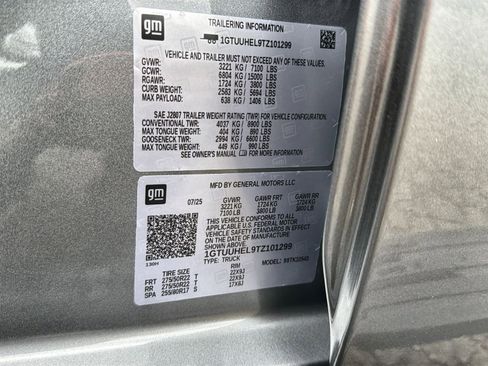 gm
TRAILERING INFORMATION
1GTUUHEL9TZ101299
VEHICLE AND TRAILER MUST NOT EXCEED ANY OF THESE VALUES.
GVWR: 3221 KG / 7100 LBS
GCWR: 6804 KG / 15000 LBS
RGAWR: 1724 KG / 3800 LBS
CURB WEIGHT: 2583 KG / 5694 LBS
MAX PAYLOAD: 638 KG / 1406 LBS
SAE J2807 TRAILER WEIGHT RATING (TWR) FOR VEHICLE CONFIGURATION.
CONVENTIONAL TWR: 4037 KG / 8900 LBS
MAX TONGUE WEIGHT: 404 KG / 890 LBS
GOOSENECK TWR: 2994 KG / 6600 LBS
MAX TONGUE WEIGHT: 449 KG / 990 LBS
SEE OWNER'S MANUAL FOR MORE INFORMATION
gm
MFD BY GENERAL MOTORS LLC
07/25 GVWR GAWR FRT GAWR RR
3221 KG 1724 KG 1724 KG
7100 LB 3800 LB 3800 LB
THIS VEHICLE CONFORMS TO ALL
APPLICABLE U.S. FEDERAL MOTOR
VEHICLE SAFETY STANDARDS IN
EFFECT ON THE DATE OF MANUFACTURE
SHOWN ABOVE.
1GTUUHEL9TZ101299
TYPE: TRUCK
TIRE SIZE RIM
FRT 275/50R22 T 22X9J
RR 275/50R22 T 22X9J
SPA 255/80R17 S 17X8J